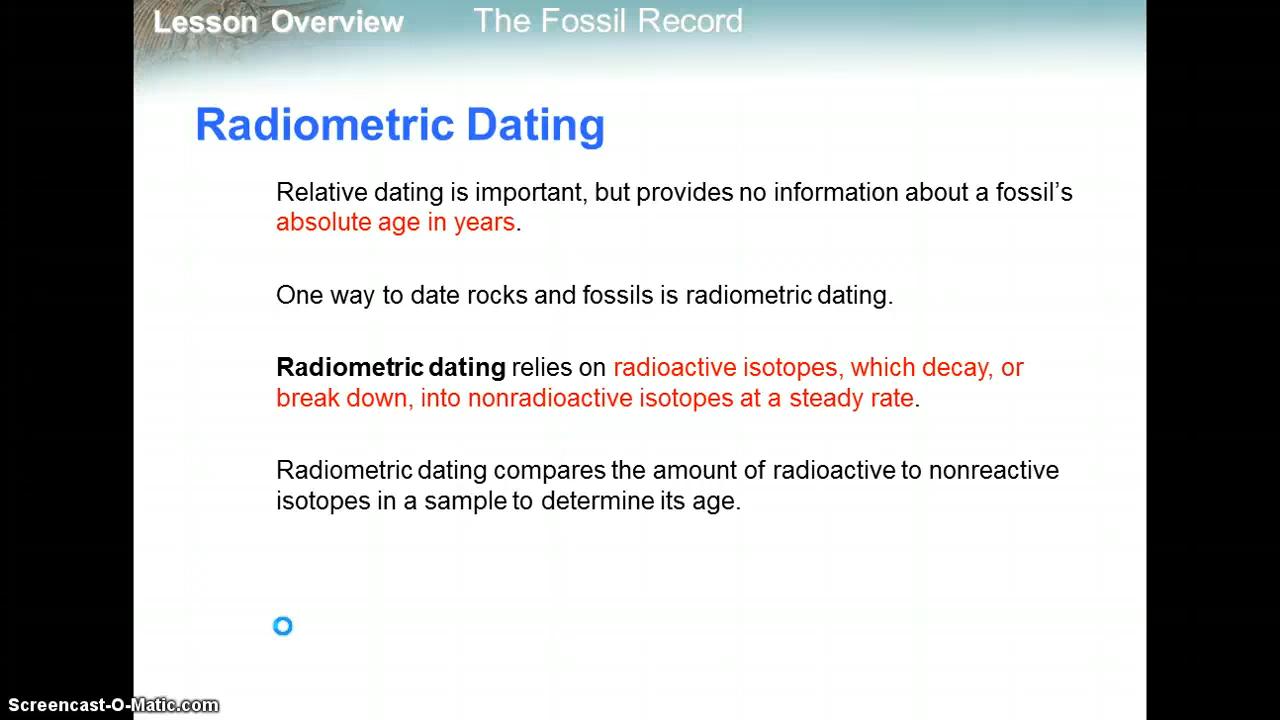 Lesson Overview The Fossil Record
Radiometric Dating
Relative dating is important, but provides no information about a fossil’s
absolute age in years.
One way to date rocks and fossils is radiometric dating.
Radiometric dating relies on radioactive isotopes, which decay, or
break down, into nonradioactive isotopes at a steady rate.
Radiometric dating compares the amount of radioactive to nonreactive
isotopes in a sample to determine its age.
Screencast-O-Matic.com